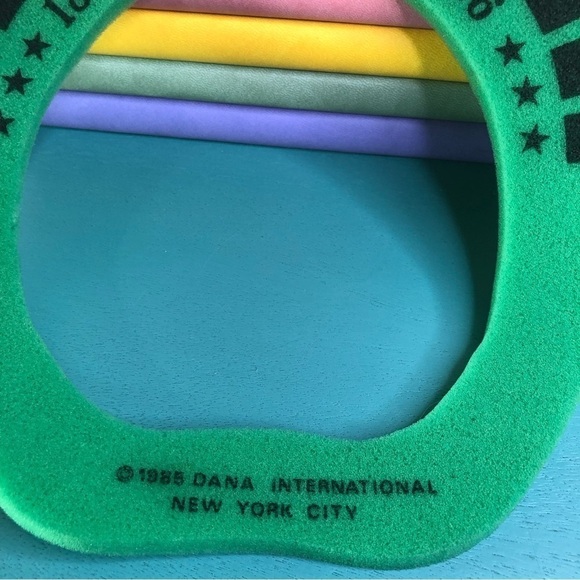 © 1985 DANA INTERNATIONAL
NEW YORK CITY